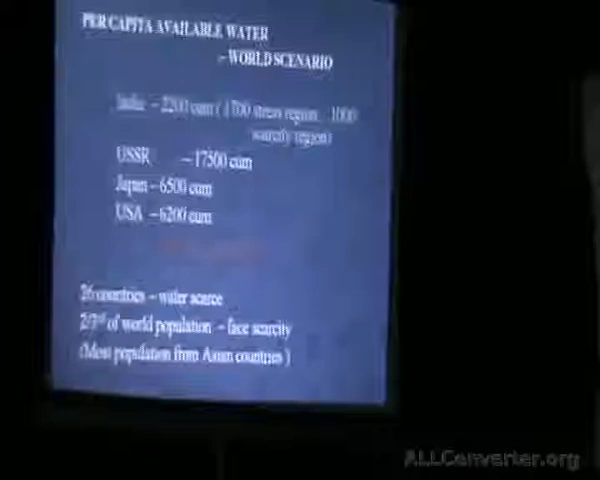 PER CAPITA AVAILABLE WATER
– WORLD SCENARIO
India – 2200 cum ( 1700 stress region 1000
scarcity region)
USSR – 17500 cum
Japan – 6500 cum
USA – 6200 cum
26 countries – water scarce
2/3rd of world population – face scarcity
(Most population from Asian countries )
ALLConverter.org